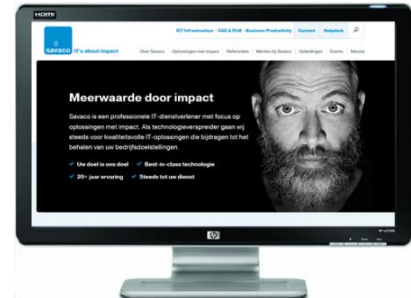 HDMI
ICT Infrastructuur · CAD & PLM · Business Productivity Contact Helpdesk
savaco
IT's about impact
Over Savaco Oplossingen met impact Referenties Werken bij Savaco Opleidingen Events Nieuws
Meerwaarde door impact
Savaco is een professionele IT-dienstverlener met focus op
oplossingen met impact. Als technologieverspreider gaan wij
steeds voor kwaliteitsvolle IT-oplossingen die bijdragen tot het
behalen van uw bedrijfsdoelstellingen.
✓ Uw doel is ons doel ✓ Best-in-class technologie
✓ 20+ jaar ervaring ✓ Steeds tot uw dienst
hp